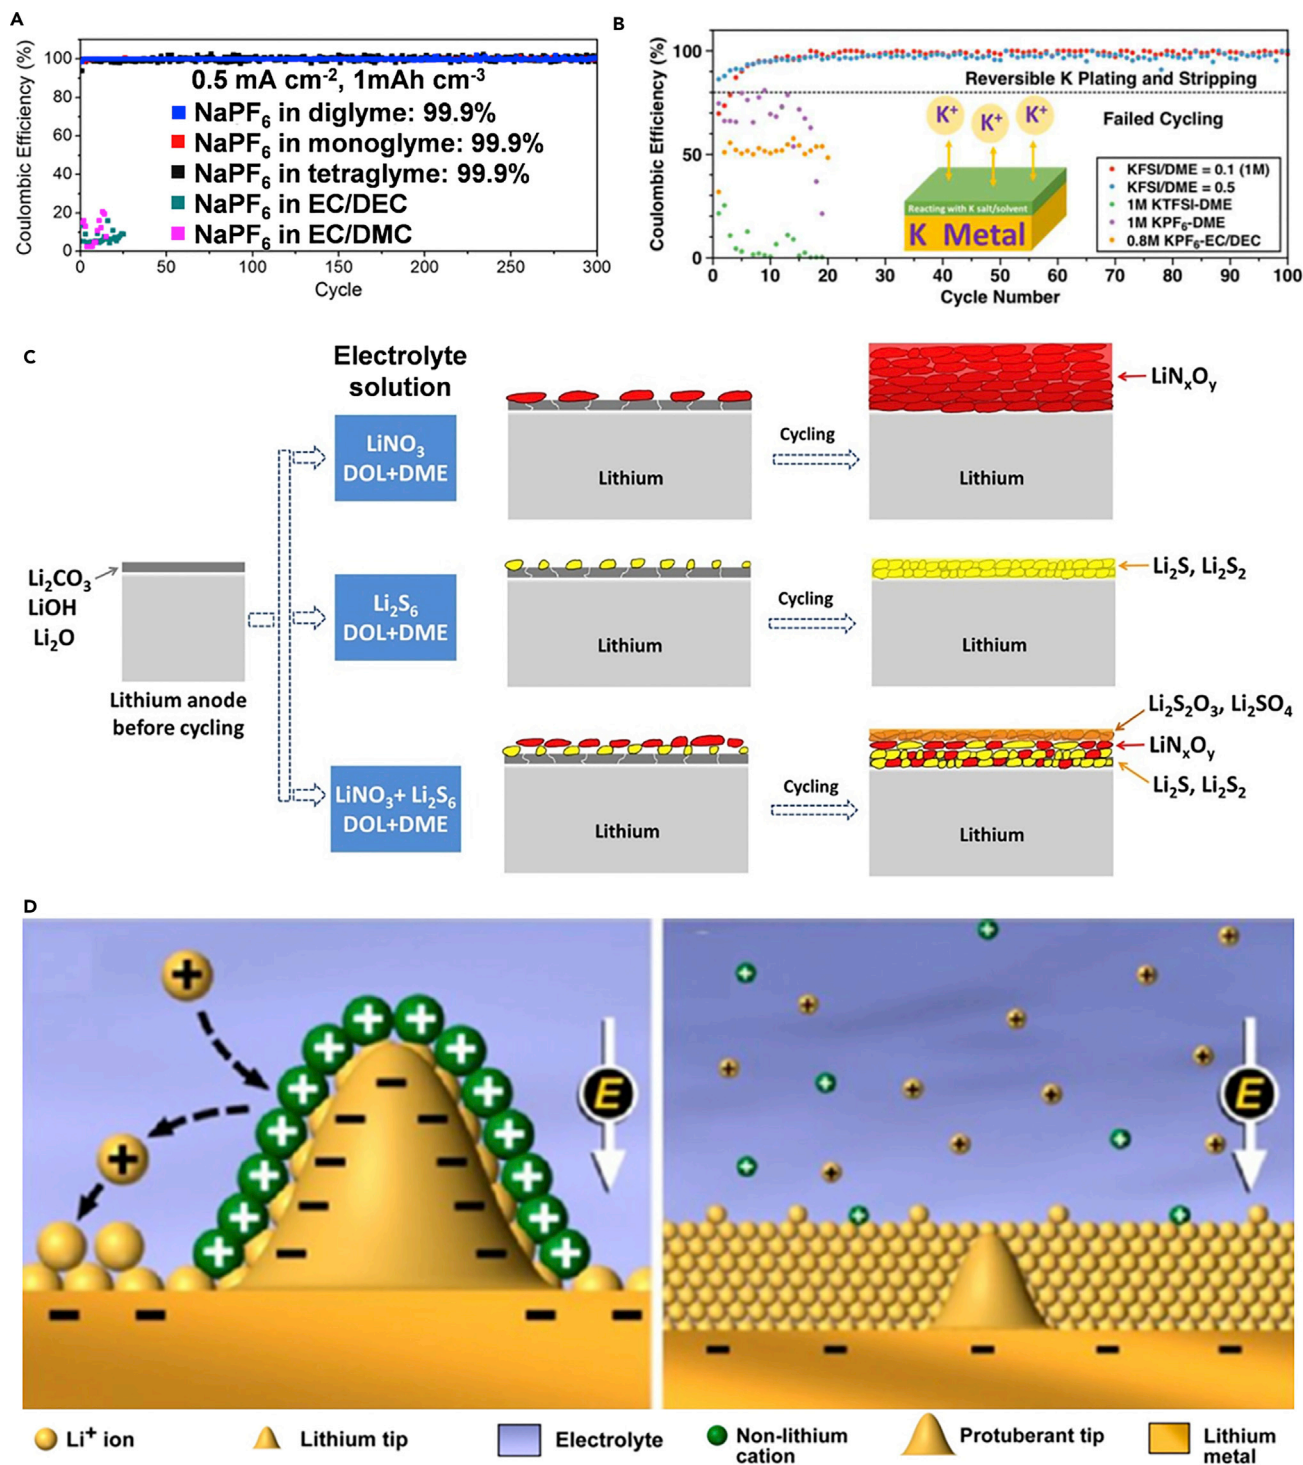 A
Coulombic Efficiency (%)
100
80
60
40
20
0
0.5 mA cm-2, 1mAh cm-3
NaPF6 in diglyme: 99.9%
NaPF6 in monoglyme: 99.9%
NaPF6 in tetraglyme: 99.9%
NaPF6 in EC/DEC
NaPF6 in EC/DMC
0 50 100 150 200 250 300
Cycle
B
Coulombic Efficiency (%)
100
50
0
Reversible K Plating and Stripping
K+ K+ K+
Failed Cycling
Reacting with K salt/solvent
K Metal
KFSI/DME = 0.1 (1M)
KFSI/DME = 0.5
1M KTFSI-DME
1M KPF6-DME
0.8M KPF6-EC/DEC
0 10 20 30 40 50 60 70 80 90 100
Cycle Number
C
Electrolyte
solution
Li2CO3
LiOH
Li2O
Lithium anode
before cycling
LiNO3
DOL+DME
Lithium
Cycling
Lithium
LiNxOy
Li2S6
DOL+DME
Lithium
Cycling
Lithium
Li2S, Li2S2
LiNO3+ Li2S6
DOL+DME
Lithium
Cycling
Lithium
Li2S2O3, Li2SO4
LiNxOy
Li2S, Li2S2
D
E
E
Li+ ion
Lithium tip
Electrolyte
Non-lithium
cation
Protuberant tip
Lithium
metal